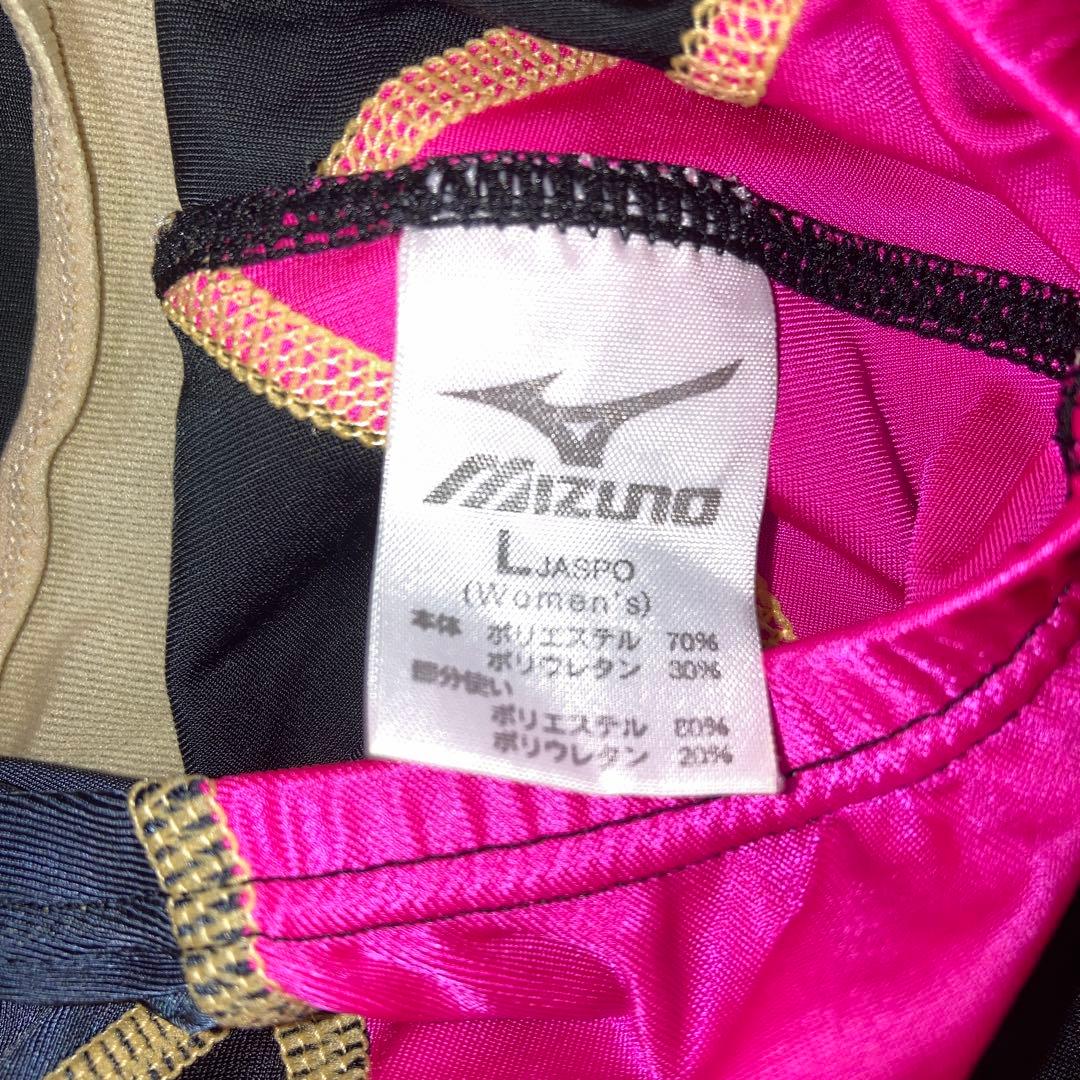 MIZUNO
L JASPO
(Women's)
本体 ポリエステル 70%
ポリウレタン 30%
部分使い
ポリエステル 80%
ポリウレタン 20%